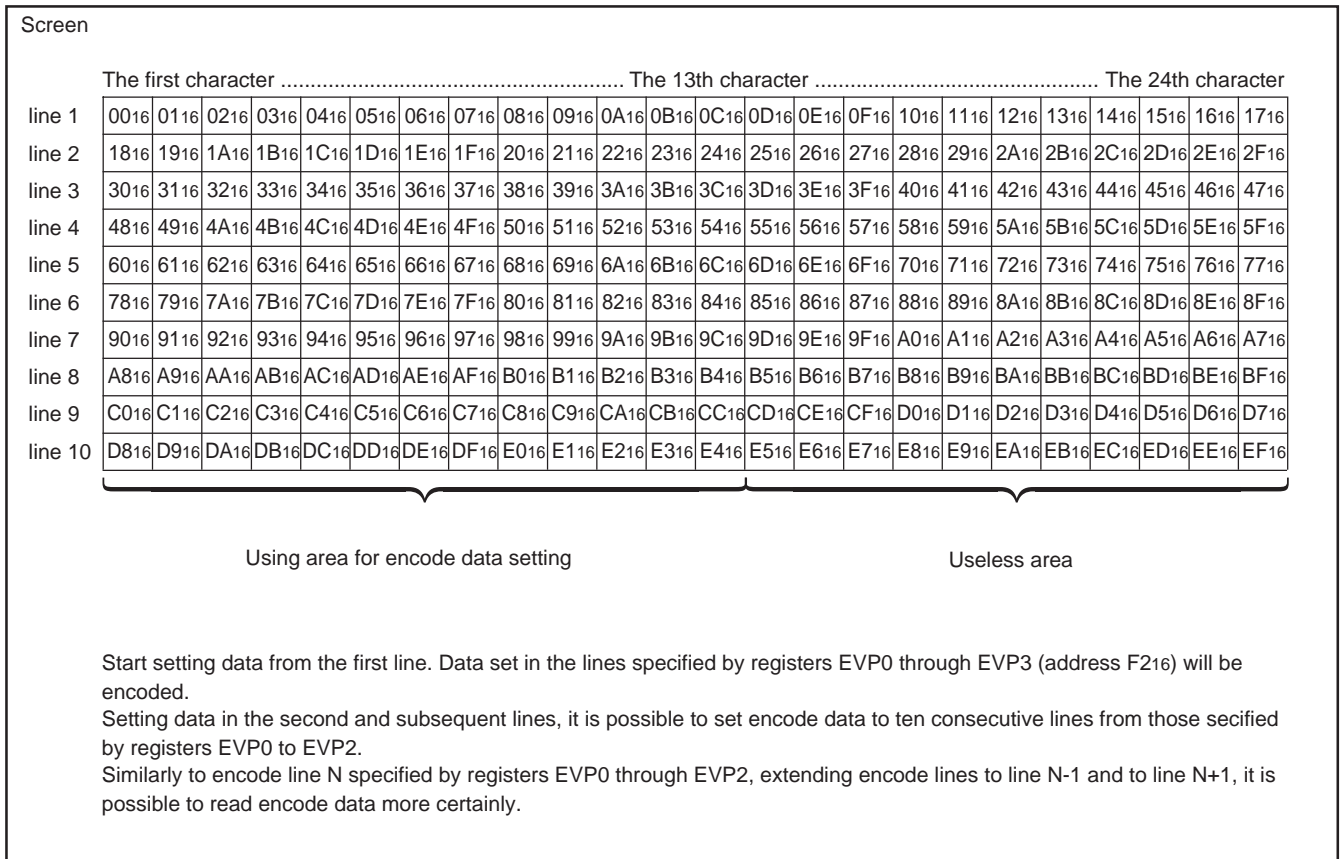 Screen
The first character ............................................................ The 13th character ................................................. The 24th character
line 1 0016 0116 0216 0316 0416 0516 0616 0716 0816 0916 0A16 0B16 0C16 0D16 0E16 0F16 1016 1116 1216 1316 1416 1516 1616 1716
line 2 1816 1916 1A16 1B16 1C16 1D16 1E16 1F16 2016 2116 2216 2316 2416 2516 2616 2716 2816 2916 2A16 2B16 2C16 2D16 2E16 2F16
line 3 3016 3116 3216 3316 3416 3516 3616 3716 3816 3916 3A16 3B16 3C16 3D16 3E16 3F16 4016 4116 4216 4316 4416 4516 4616 4716
line 4 4816 4916 4A16 4B16 4C16 4D16 4E16 4F16 5016 5116 5216 5316 5416 5516 5616 5716 5816 5916 5A16 5B16 5C16 5D16 5E16 5F16
line 5 6016 6116 6216 6316 6416 6516 6616 6716 6816 6916 6A16 6B16 6C16 6D16 6E16 6F16 7016 7116 7216 7316 7416 7516 7616 7716
line 6 7816 7916 7A16 7B16 7C16 7D16 7E16 7F16 8016 8116 8216 8316 8416 8516 8616 8716 8816 8916 8A16 8B16 8C16 8D16 8E16 8F16
line 7 9016 9116 9216 9316 9416 9516 9616 9716 9816 9916 9A16 9B16 9C16 9D16 9E16 9F16 A016 A116 A216 A316 A416 A516 A616 A716
line 8 A816 A916 AA16 AB16 AC16 AD16 AE16 AF16 B016 B116 B216 B316 B416 B516 B616 B716 B816 B916 BA16 BB16 BC16 BD16 BE16 BF16
line 9 C016 C116 C216 C316 C416 C516 C616 C716 C816 C916 CA16 CB16 CC16 CD16 CE16 CF16 D016 D116 D216 D316 D416 D516 D616 D716
line 10 D816 D916 DA16 DB16 DC16 DD16 DE16 DF16 E016 E116 E216 E316 E416 E516 E616 E716 E816 E916 EA16 EB16 EC16 ED16 EE16 EF16
Using area for encode data setting Useless area
Start setting data from the first line. Data set in the lines specified by registers EVP0 through EVP3 (address F216) will be
encoded.
Setting data in the second and subsequent lines, it is possible to set encode data to ten consecutive lines from those secified
by registers EVP0 to EVP2.
Similarly to encode line N specified by registers EVP0 through EVP2, extending encode lines to line N-1 and to line N+1, it is
possible to read encode data more certainly.